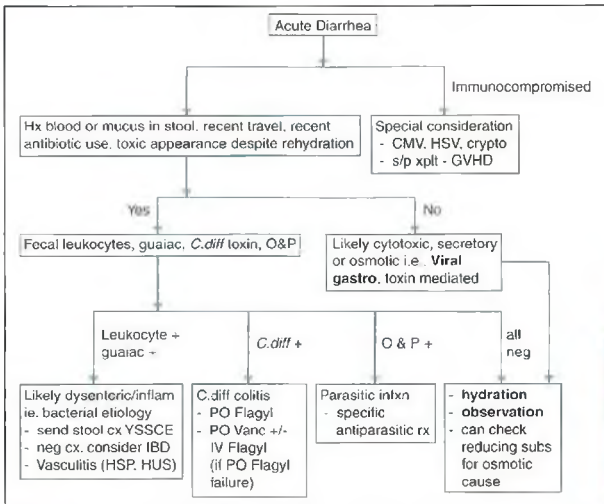 Acute Diarrhea
Immunocompromised
Hx blood or mucus in stool, recent travel, recent
antibiotic use, toxic appearance despite rehydration
Special consideration
- CMV, HSV, crypto
- s/p xplt - GVHD
Yes
No
Fecal leukocytes, guaiac, C.diff toxin, O&P
Likely cytotoxic, secretory
or osmotic i.e.. Viral
gastro, toxin mediated
Leukocyte +
guaiac +
C.diff +
O & P +
all
neg
Likely dysenteric/inflam
ie. bacterial etiology
- send stool cx YSSCE
- neg cx. consider IBD
- Vasculitis (HSP, HUS)
C.diff colitis
- PO Flagyl
- PO Vanc +/-
IV Flagyl
(if PO Flagyl
failure)
Parasitic infxn
- specific
antiparasitic rx
- hydration
- observation
- can check
reducing subs
for osmotic
cause